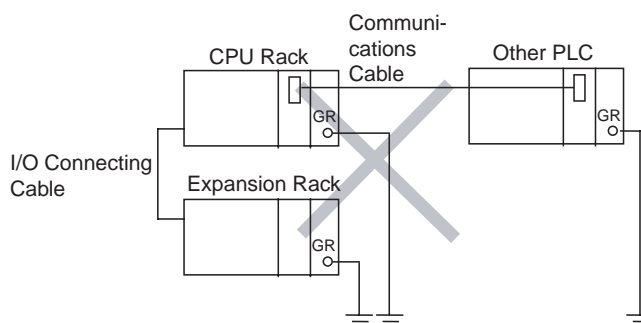 Communi-
cations
Cable
CPU Rack
Other PLC
GR
GR
I/O Connecting
Cable
Expansion Rack
GR